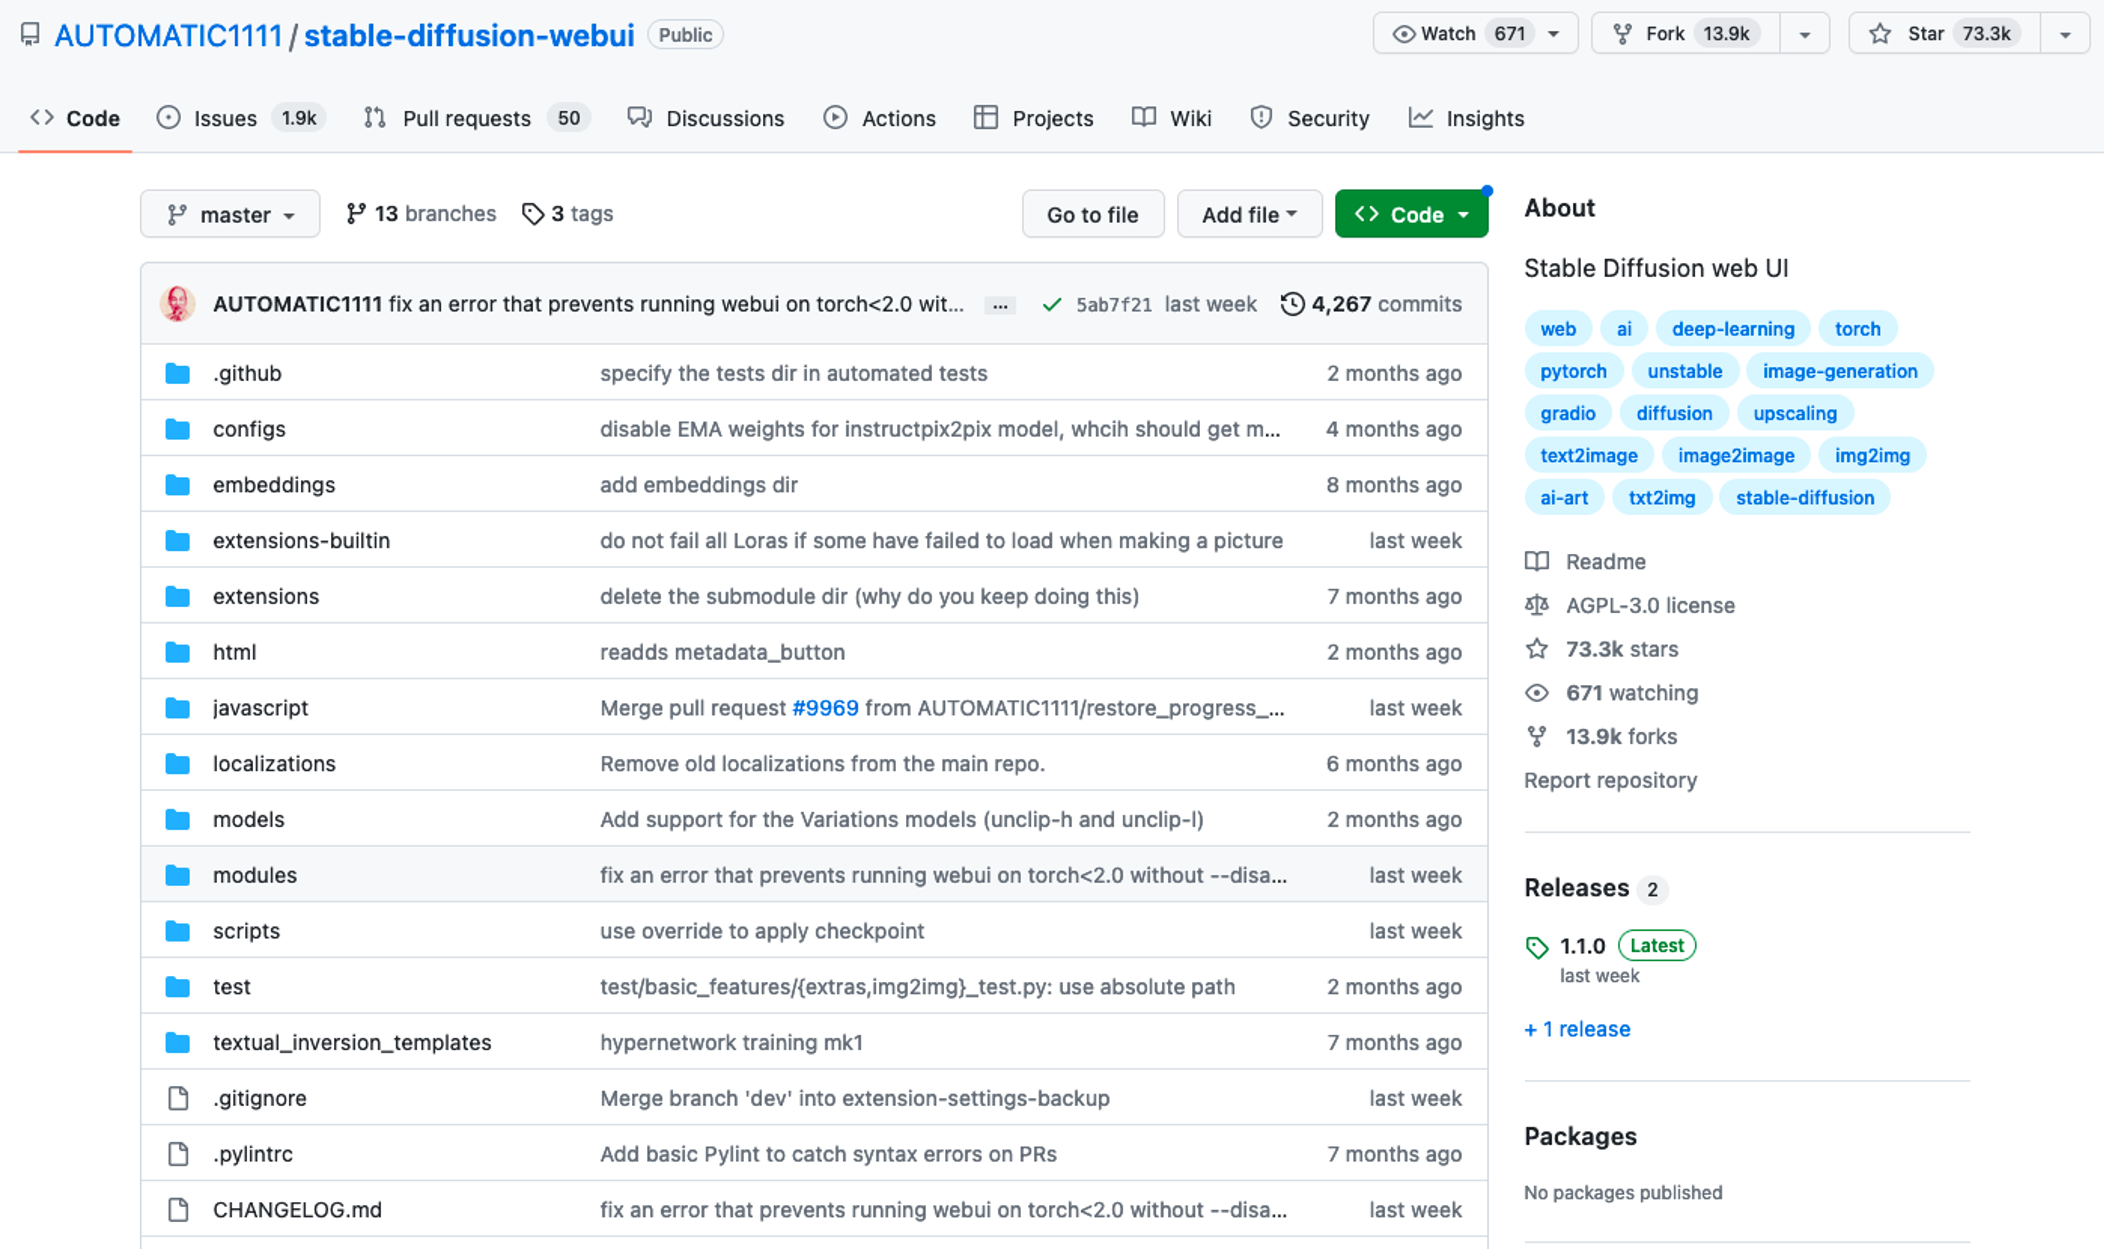 AUTOMATIC1111 / stable-diffusion-webui Public Watch 671 Fork 13.9k Star 73.3k
Code Issues 1.9k Pull requests 50 Discussions Actions Projects Wiki Security Insights
master 13 branches 3 tags Go to file Add file Code
AUTOMATIC1111 fix an error that prevents running webui on torch<2.0 wit... ... 5ab7f21 last week 4,267 commits
.github specify the tests dir in automated tests 2 months ago
configs disable EMA weights for instructpix2pix model, whcih should get m... 4 months ago
embeddings add embeddings dir 8 months ago
extensions-builtin do not fail all Loras if some have failed to load when making a picture last week
extensions delete the submodule dir (why do you keep doing this) 7 months ago
html readds metadata_button 2 months ago
javascript Merge pull request #9969 from AUTOMATIC1111/restore_progress_... last week
localizations Remove old localizations from the main repo. 6 months ago
models Add support for the Variations models (unclip-h and unclip-l) 2 months ago
modules fix an error that prevents running webui on torch<2.0 without --disa... last week
scripts use override to apply checkpoint last week
test test/basic_features/{extras,img2img}_test.py: use absolute path 2 months ago
textual_inversion_templates hypernetwork training mk1 7 months ago
.gitignore Merge branch 'dev' into extension-settings-backup last week
.pylintrc Add basic Pylint to catch syntax errors on PRs 7 months ago
CHANGELOG.md fix an error that prevents running webui on torch<2.0 without --disa... last week
About
Stable Diffusion web UI
web ai deep-learning torch
pytorch unstable image-generation
gradio diffusion upscaling
text2image image2image img2img
ai-art txt2img stable-diffusion
Readme
AGPL-3.0 license
73.3k stars
671 watching
13.9k forks
Report repository
Releases 2
1.1.0 Latest
last week
+ 1 release
Packages
No packages published